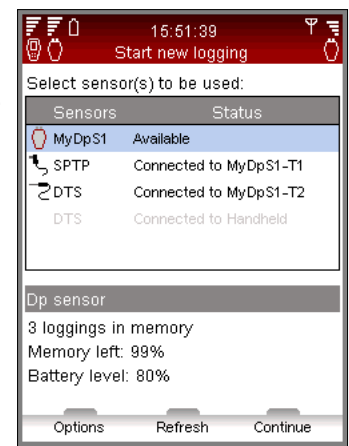 15:51:39
Start new logging
Select sensor(s) to be used:
Sensors Status
MyDpS1 Available
SPTP Connected to MyDpS1-T1
DTS Connected to MyDpS1-T2
DTS Connected to Handheld
Dp sensor
3 loggings in memory
Memory left: 99%
Battery level: 80%
Options Refresh Continue